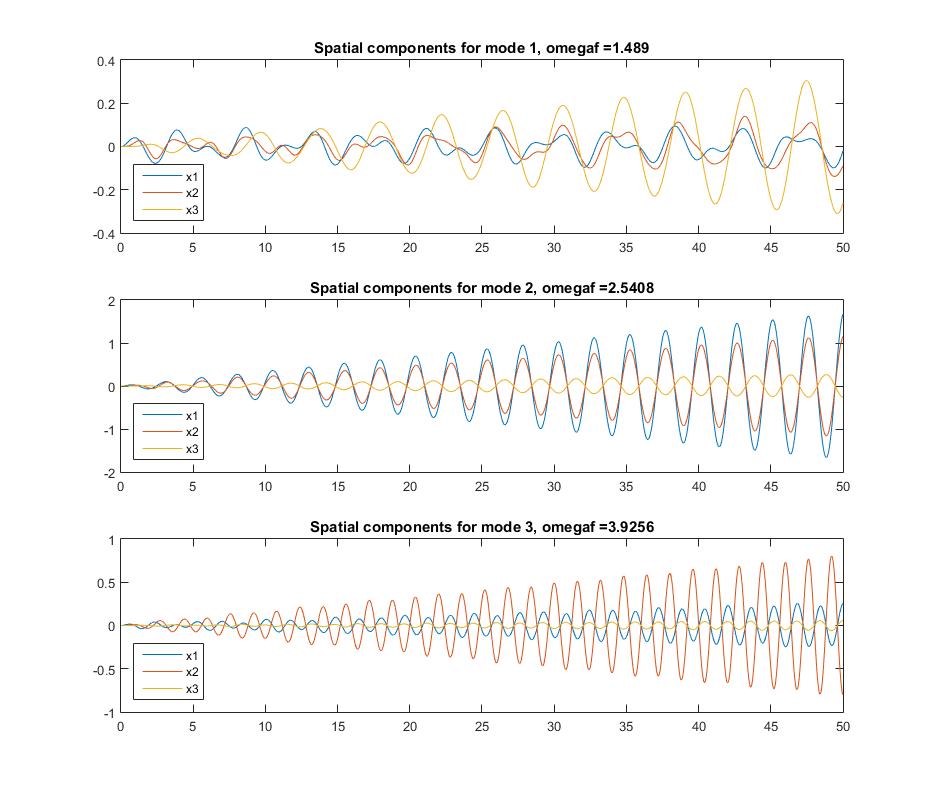 Spatial components for mode 1, omegaf =1.489
0.4
0.2
0
-0.2
-0.4
x1
x2
x3
0 5 10 15 20 25 30 35 40 45 50
Spatial components for mode 2, omegaf =2.5408
2
1
0
-1
-2
x1
x2
x3
0 5 10 15 20 25 30 35 40 45 50
Spatial components for mode 3, omegaf =3.9256
1
0.5
0
-0.5
-1
x1
x2
x3
0 5 10 15 20 25 30 35 40 45 50